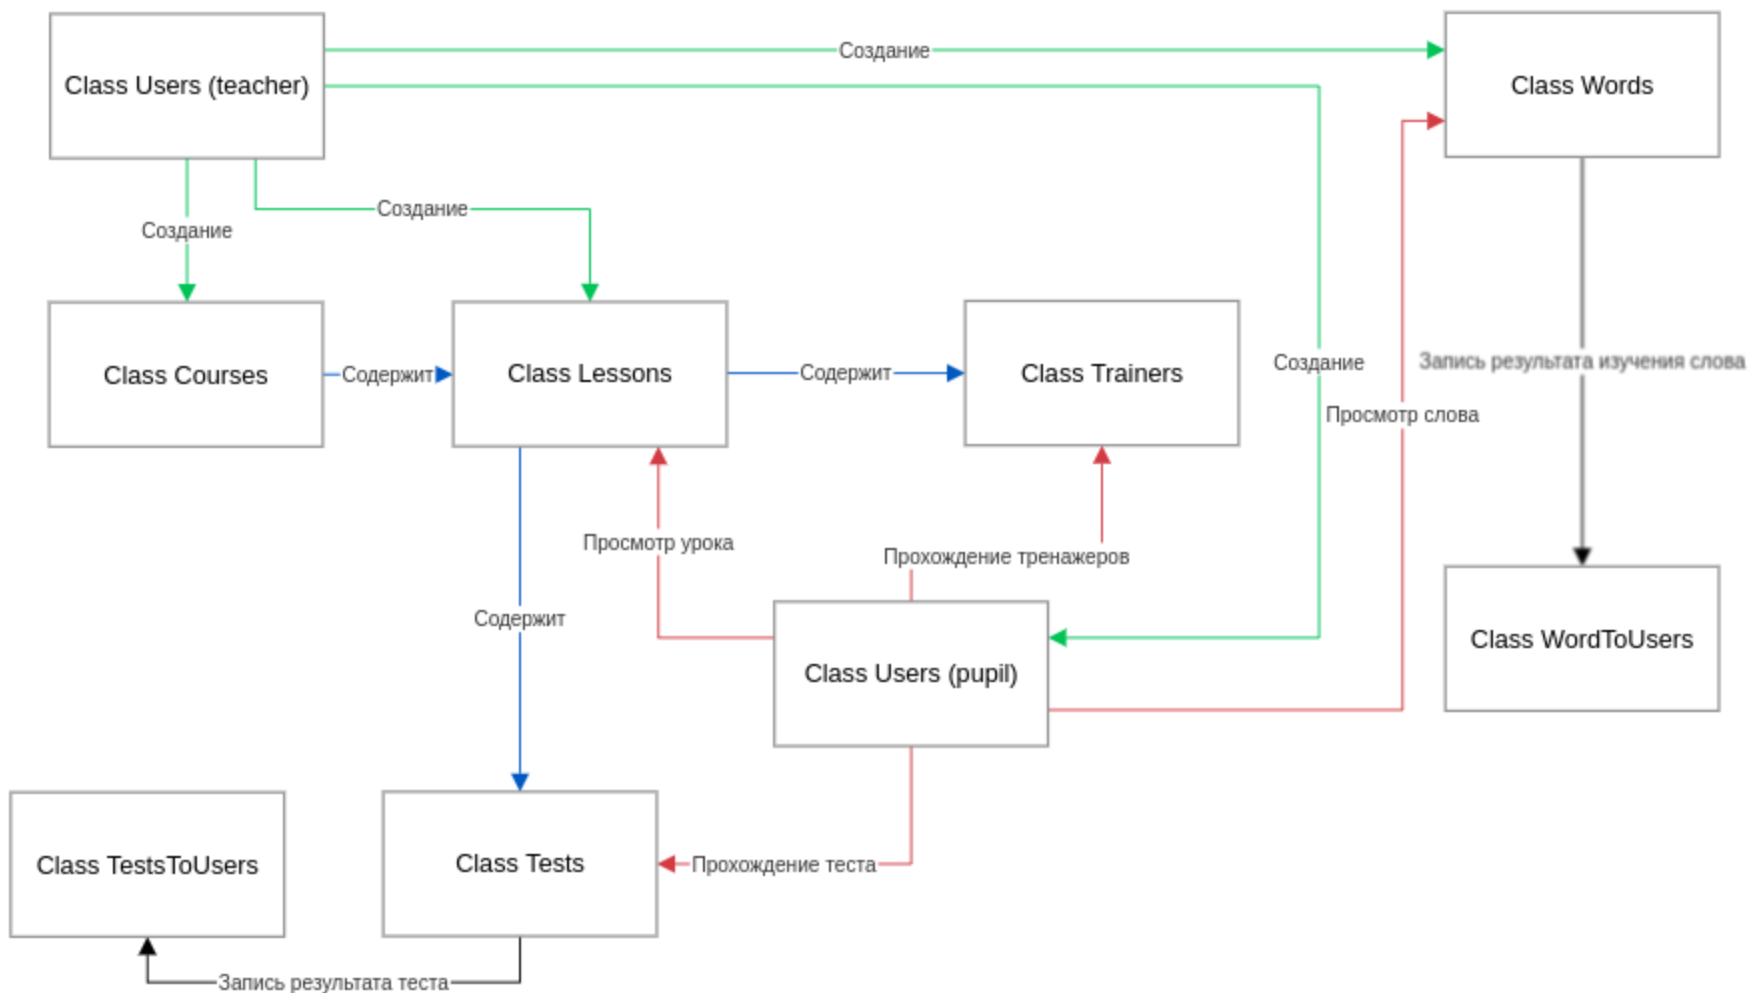 Создание
Class Users (teacher)
Class Words
Создание
Создание
Class Courses
Содержит
Class Lessons
Содержит
Class Trainers
Создание
Запись результата изучения слова
Просмотр слова
Просмотр урока
Прохождение тренажеров
Содержит
Class Users (pupil)
Class WordToUsers
Class TestsToUsers
Class Tests
Прохождение теста
Запись результата теста